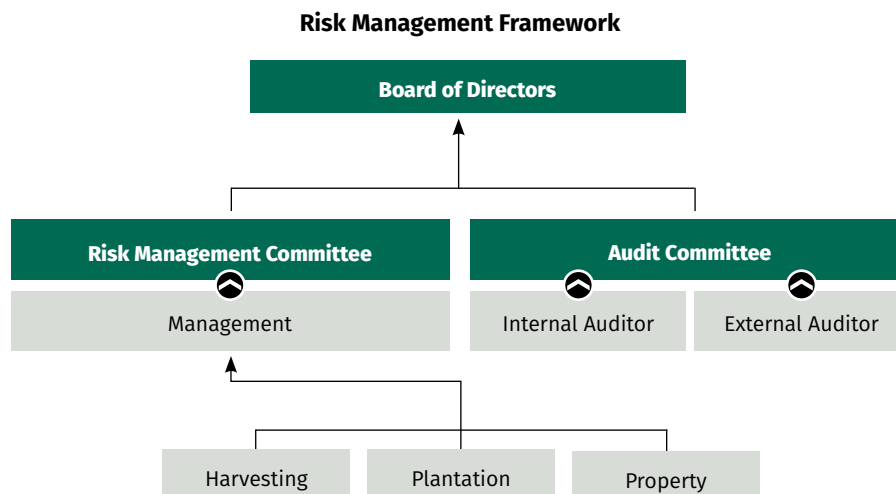 Risk Management Framework
Board of Directors
Risk Management Committee
Audit Committee
Management
Internal Auditor
External Auditor
Harvesting
Plantation
Property